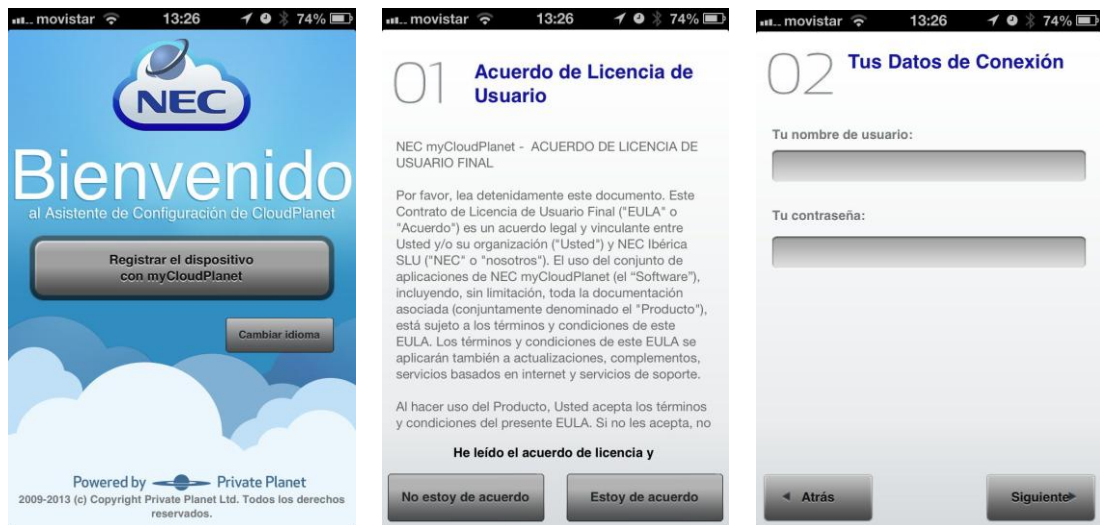 movistar 13:26 74%
NEC
Bienvenido
al Asistente de Configuración de CloudPlanet
Registrar el dispositivo
con myCloudPlanet
Cambiar idioma
Powered by Private Planet
2009-2013 (c) Copyright Private Planet Ltd. Todos los derechos
reservados.
movistar 13:26 74%
01 Acuerdo de Licencia de
Usuario
NEC myCloudPlanet - ACUERDO DE LICENCIA DE
USUARIO FINAL
Por favor, lea detenidamente este documento. Este
Contrato de Licencia de Usuario Final ("EULA" o
"Acuerdo") es un acuerdo legal y vinculante entre
Usted y/o su organización ("Usted") y NEC Ibérica
SLU ("NEC" o "nosotros"). El uso del conjunto de
aplicaciones de NEC myCloudPlanet (el “Software”),
incluyendo, sin limitación, toda la documentación
asociada (conjuntamente denominado el "Producto"),
está sujeto a los términos y condiciones de este
EULA. Los términos y condiciones de este EULA se
aplicarán también a actualizaciones, complementos,
servicios basados en internet y servicios de soporte.
Al hacer uso del Producto, Usted acepta los términos
y condiciones del presente EULA. Si no les acepta, no
He leído el acuerdo de licencia y
No estoy de acuerdo
Estoy de acuerdo
movistar 13:26 74%
02 Tus Datos de Conexión
Tu nombre de usuario:
Tu contraseña:
Atrás
Siguiente